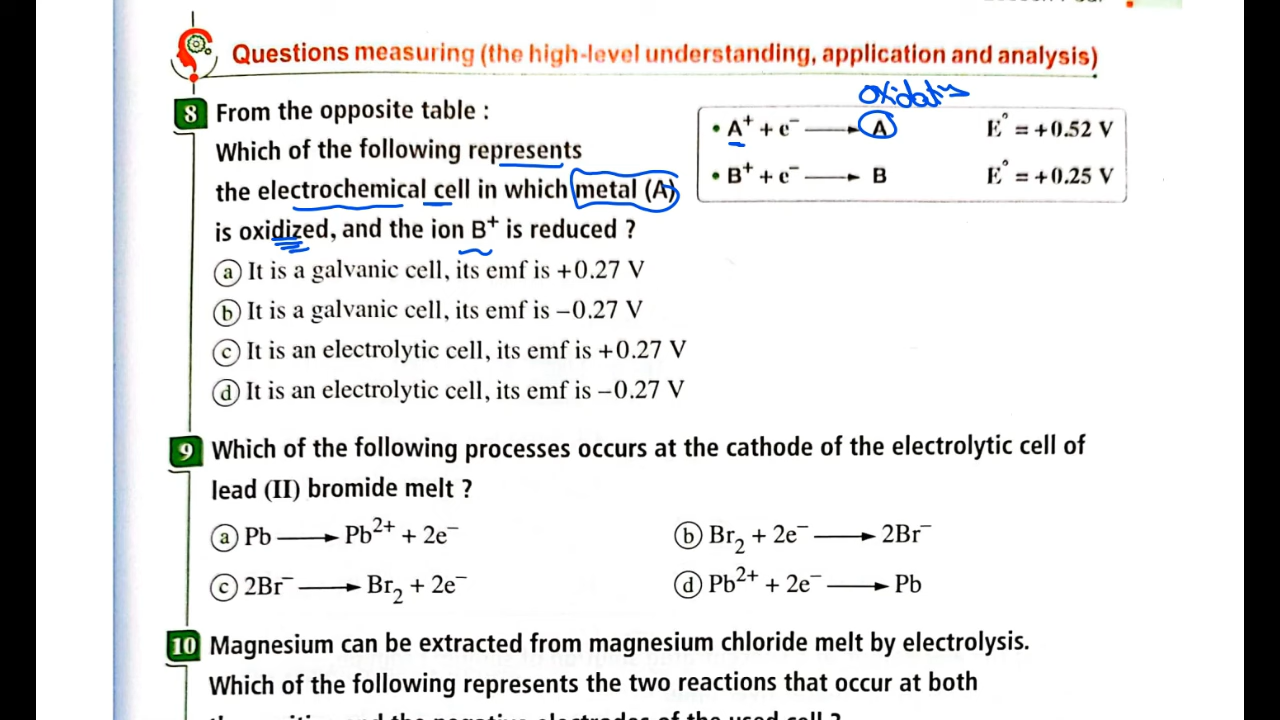 Questions measuring (the high-level understanding, application and analysis)
8 From the opposite table :
Which of the following represents
the electrochemical cell in which metal (A)
is oxidized, and the ion B⁺ is reduced ?
• A⁺ + e⁻ ⟶ A E° = +0.52 V
• B⁺ + e⁻ ⟶ B E° = +0.25 V
ⓐ It is a galvanic cell, its emf is +0.27 V
ⓑ It is a galvanic cell, its emf is −0.27 V
ⓒ It is an electrolytic cell, its emf is +0.27 V
ⓓ It is an electrolytic cell, its emf is −0.27 V
9 Which of the following processes occurs at the cathode of the electrolytic cell of
lead (II) bromide melt ?
ⓐ Pb ⟶ Pb²⁺ + 2e⁻
ⓑ Br₂ + 2e⁻ ⟶ 2Br⁻
ⓒ 2Br⁻ ⟶ Br₂ + 2e⁻
ⓓ Pb²⁺ + 2e⁻ ⟶ Pb
10 Magnesium can be extracted from magnesium chloride melt by electrolysis.
Which of the following represents the two reactions that occur at both